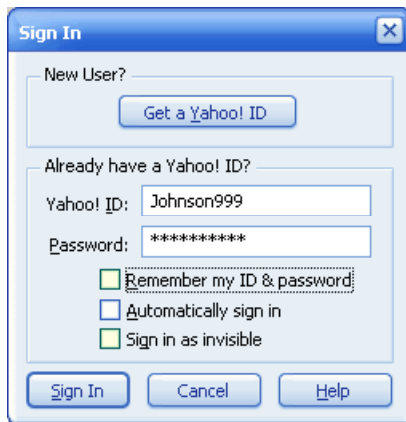 Sign In
New User?
Get a Yahoo! ID
Already have a Yahoo! ID?
Yahoo! ID: Johnson999
Password: **********
Remember my ID & password
Automatically sign in
Sign in as invisible
Sign In Cancel Help